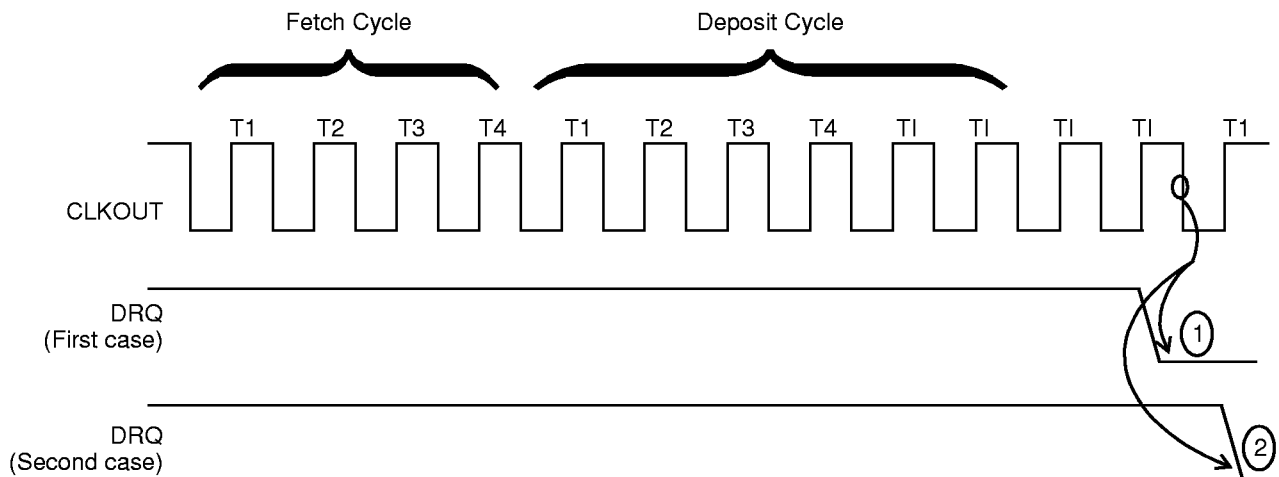 Fetch Cycle Deposit Cycle
T1 T2 T3 T4 T1 T2 T3 T4 TI TI TI TI T1
CLKOUT
DRQ
(First case)
1
DRQ
(Second case)
2